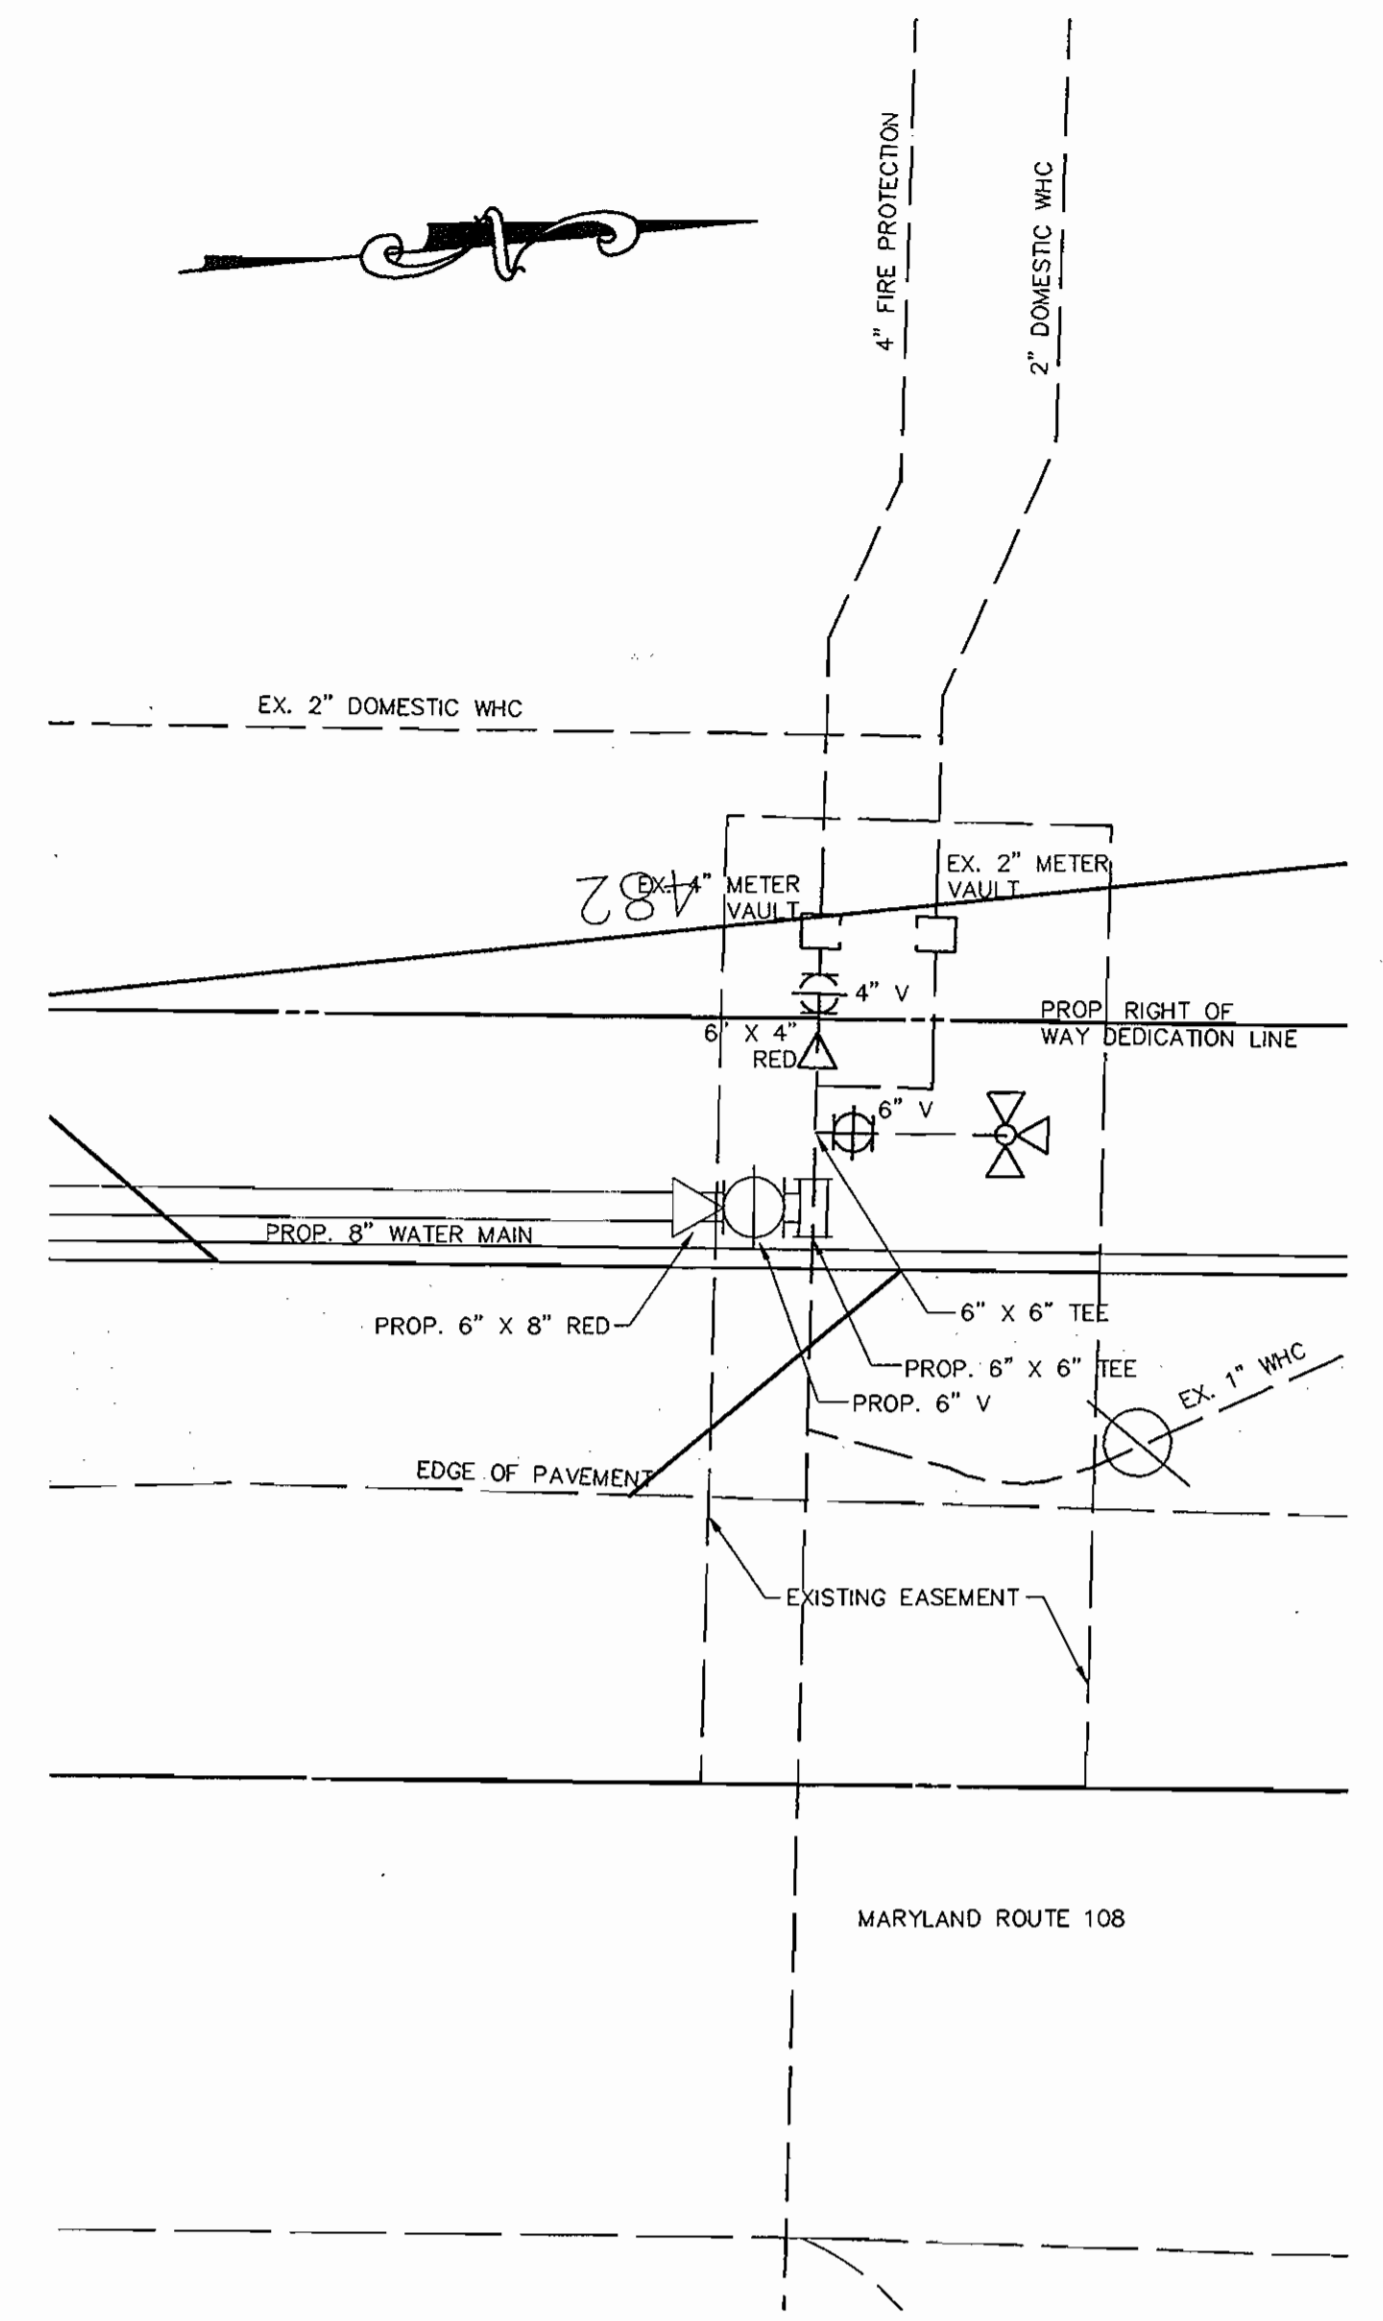 4" FIRE PROTECTION
2" DOMESTIC WHC
N
EX. 2" DOMESTIC WHC
482
EX. 4" METER
VAULT
EX. 2" METER
VAULT
4" V
PROP. RIGHT OF
WAY DEDICATION LINE
6" X 4"
RED
6" V
PROP. 8" WATER MAIN
PROP. 6" X 8" RED
6" X 6" TEE
PROP. 6" X 6" TEE
PROP. 6" V
EX. 1" WHC
EDGE OF PAVEMENT
EXISTING EASEMENT
MARYLAND ROUTE 108